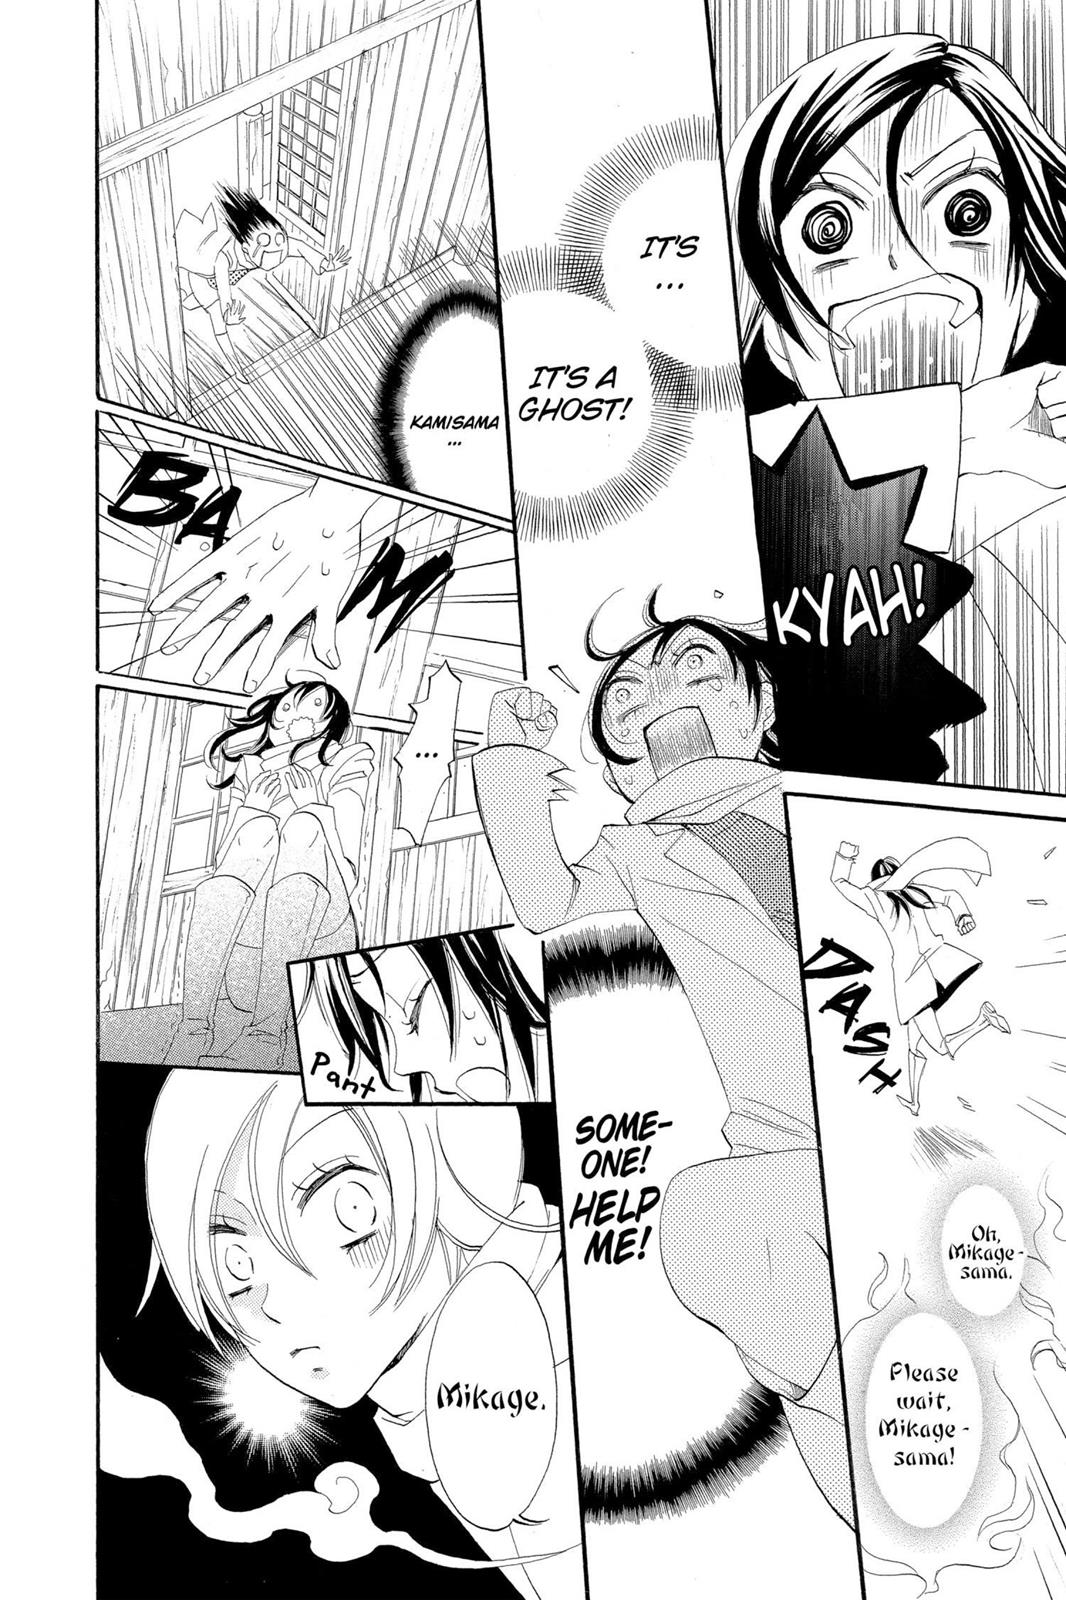 KYAH!
IT'S
...
IT'S A
GHOST!
KAMISAMA
...
BAM
...
DASH
Oh,
Mikage-
sama.
Please
wait,
Mikage-
sama!
SOME-
ONE!
HELP
ME!
Pant
Mikage.